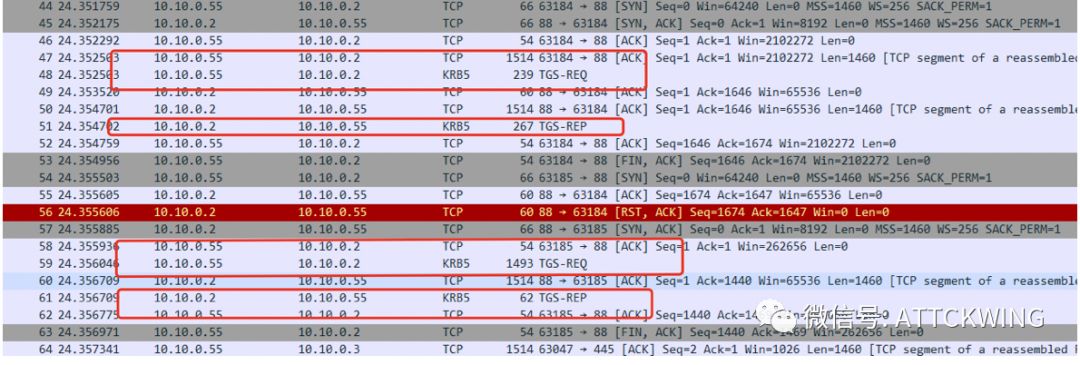 44 24.351759 10.10.0.55 10.10.0.2 TCP 66 63184 → 88 [SYN] Seq=0 Win=64240 Len=0 MSS=1460 WS=256 SACK_PERM=1
45 24.352175 10.10.0.2 10.10.0.55 TCP 66 88 → 63184 [SYN, ACK] Seq=0 Ack=1 Win=8192 Len=0 MSS=1460 WS=256 SACK_PERM=1
46 24.352292 10.10.0.55 10.10.0.2 TCP 54 63184 → 88 [ACK] Seq=1 Ack=1 Win=2102272 Len=0
47 24.352503 10.10.0.55 10.10.0.2 TCP 1514 63184 → 88 [ACK] Seq=1 Ack=1 Win=2102272 Len=1460 [TCP segment of a reassembled
48 24.352503 10.10.0.55 10.10.0.2 KRB5 239 TGS-REQ
49 24.353520 10.10.0.2 10.10.0.55 TCP 60 88 → 63184 [ACK] Seq=1 Ack=1646 Win=65536 Len=0
50 24.354701 10.10.0.2 10.10.0.55 TCP 1514 88 → 63184 [ACK] Seq=1 Ack=1646 Win=65536 Len=1460 [TCP segment of a reassembled
51 24.354702 10.10.0.2 10.10.0.55 KRB5 267 TGS-REP
52 24.354759 10.10.0.55 10.10.0.2 TCP 54 63184 → 88 [ACK] Seq=1646 Ack=1674 Win=2102272 Len=0
53 24.354956 10.10.0.55 10.10.0.2 TCP 54 63184 → 88 [FIN, ACK] Seq=1646 Ack=1674 Win=2102272 Len=0
54 24.355503 10.10.0.55 10.10.0.2 TCP 66 63185 → 88 [SYN] Seq=0 Win=64240 Len=0 MSS=1460 WS=256 SACK_PERM=1
55 24.355605 10.10.0.2 10.10.0.55 TCP 60 88 → 63184 [ACK] Seq=1674 Ack=1647 Win=65536 Len=0
56 24.355606 10.10.0.2 10.10.0.55 TCP 60 88 → 63184 [RST, ACK] Seq=1674 Ack=1647 Win=0 Len=0
57 24.355885 10.10.0.2 10.10.0.55 TCP 66 88 → 63185 [SYN, ACK] Seq=0 Ack=1 Win=8192 Len=0 MSS=1460 WS=256 SACK_PERM=1
58 24.355936 10.10.0.55 10.10.0.2 TCP 54 63185 → 88 [ACK] Seq=1 Ack=1 Win=262656 Len=0
59 24.356046 10.10.0.55 10.10.0.2 KRB5 1493 TGS-REQ
60 24.356709 10.10.0.2 10.10.0.55 TCP 1514 88 → 63185 [ACK] Seq=1 Ack=1440 Win=65536 Len=1460 [TCP segment of a reassembled
61 24.356709 10.10.0.2 10.10.0.55 KRB5 62 TGS-REP
62 24.356775 10.10.0.55 10.10.0.2 TCP 54 63185 → 88 [ACK] Seq=1440 Len=0
63 24.356971 10.10.0.55 10.10.0.2 TCP 54 63185 → 88 [FIN, ACK] Seq=1440 Len=0
64 24.357341 10.10.0.55 10.10.0.3 TCP 1514 63047 → 445 [ACK] Seq=2 Ack=1 Win=1026 Len=1460 [TCP segment of a reassembled
微信号: ATTCKWING